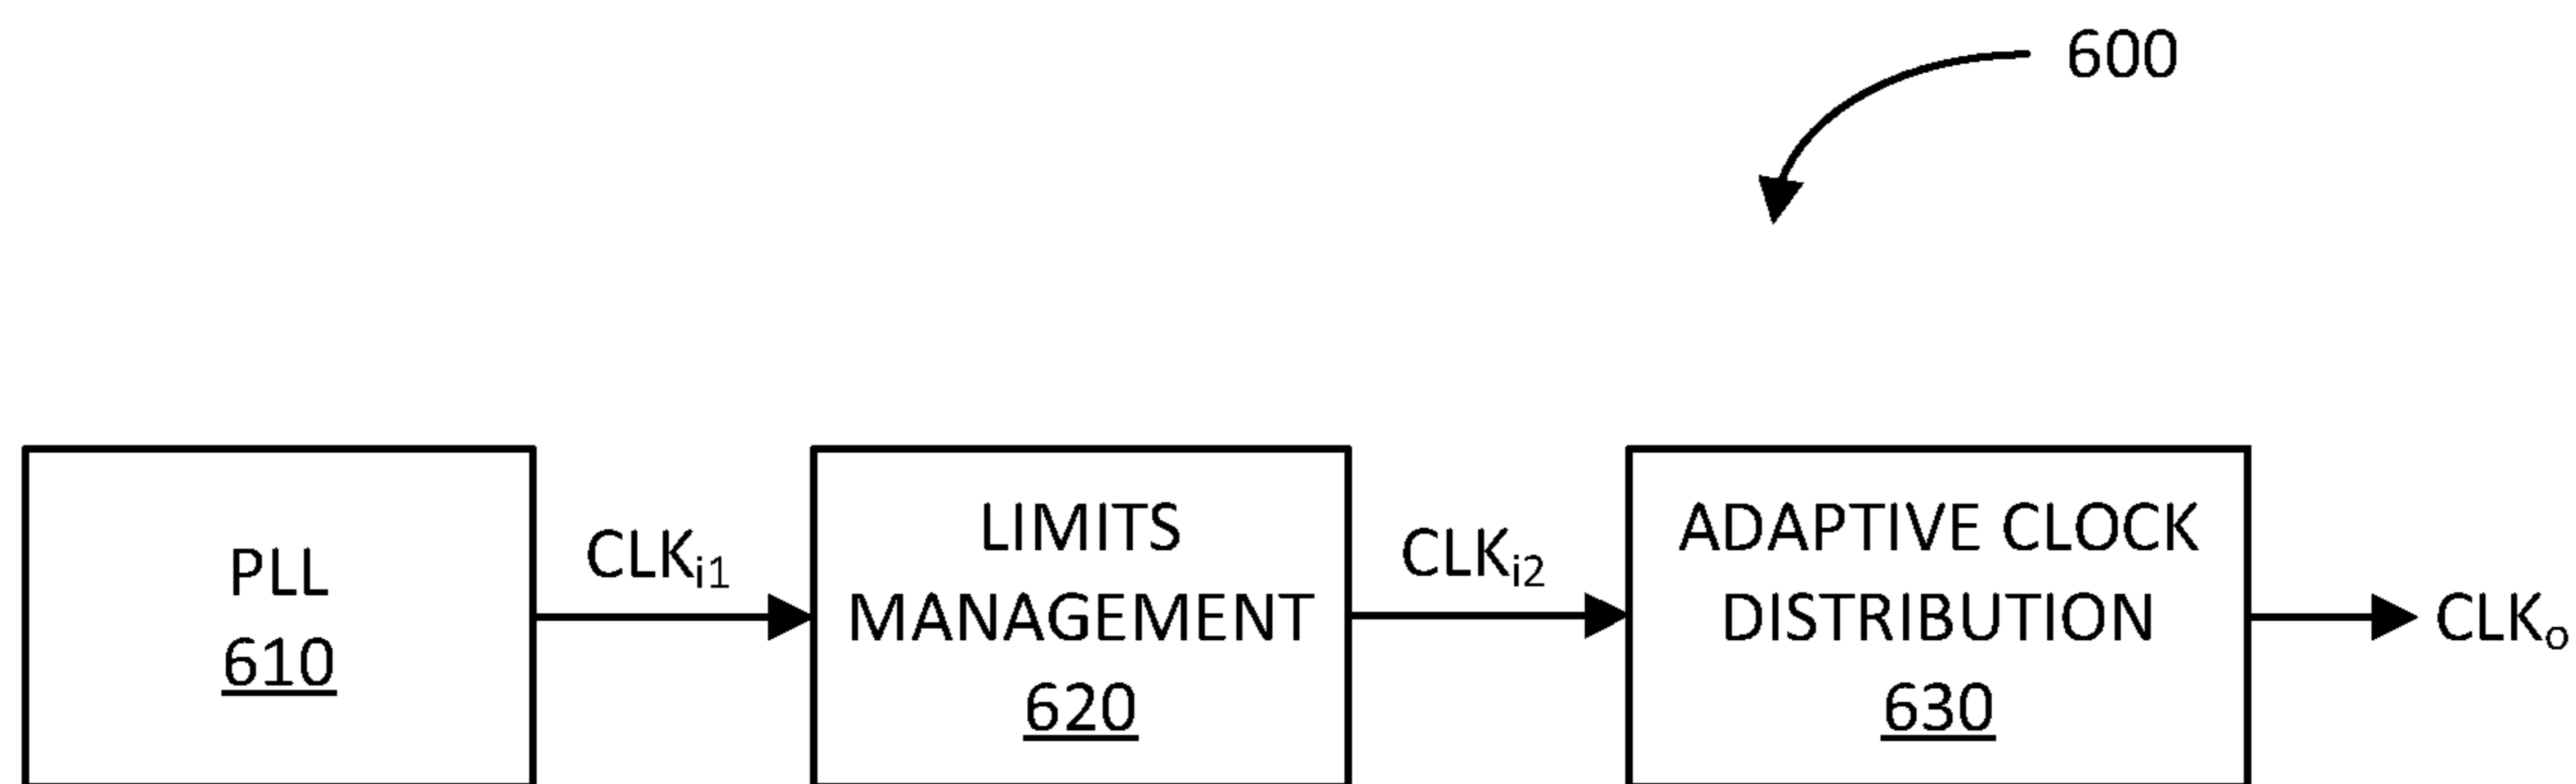 600
PLL
610
CLKi1
LIMITS
MANAGEMENT
620
CLKi2
ADAPTIVE CLOCK
DISTRIBUTION
630
CLKo